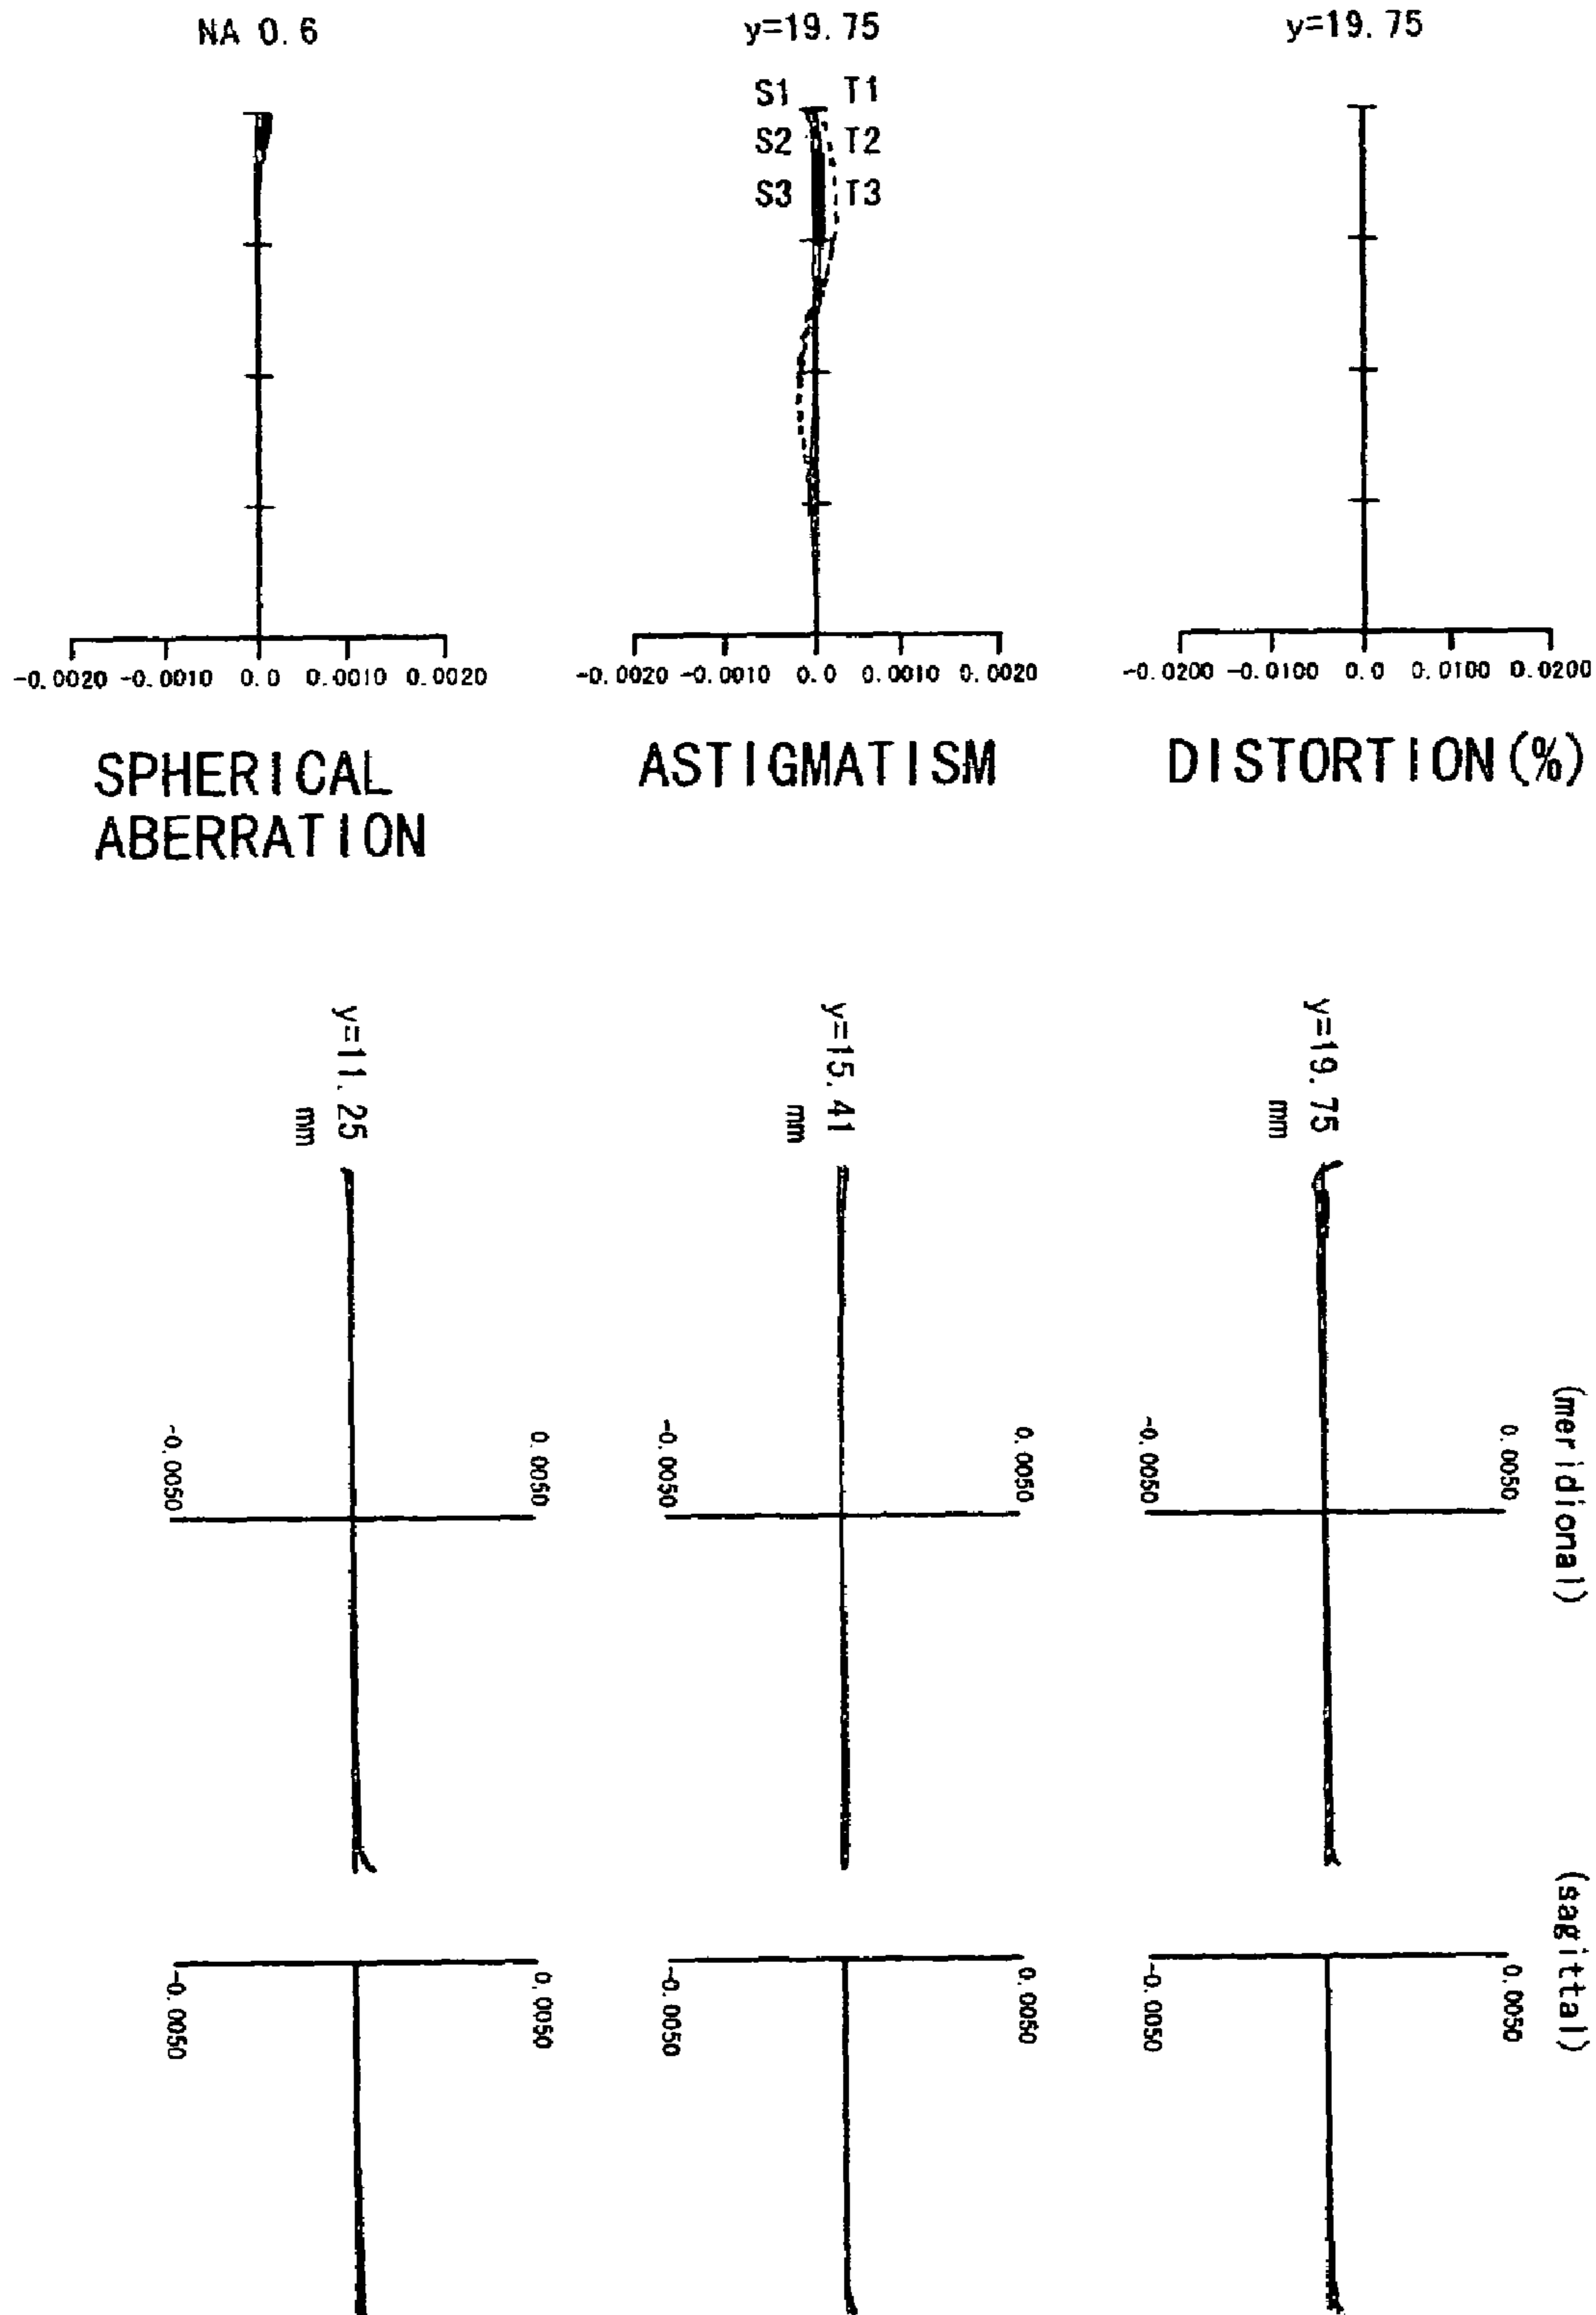 NA 0.6
y=19.75
y=19.75
S1 T1
S2 T2
S3 T3
-0.0020 -0.0010 0.0 0.0010 0.0020
-0.0020 -0.0010 0.0 0.0010 0.0020
-0.0200 -0.0100 0.0 0.0100 0.0200
SPHERICAL
ABERRATION
ASTIGMATISM
DISTORTION(%)
y=11.25
mm
y=15.41
mm
y=19.75
mm
-0.0050
0.0050
-0.0050
0.0050
-0.0050
0.0050
(meridional)
-0.0050
0.0050
-0.0050
0.0050
-0.0050
0.0050
(sagittal)